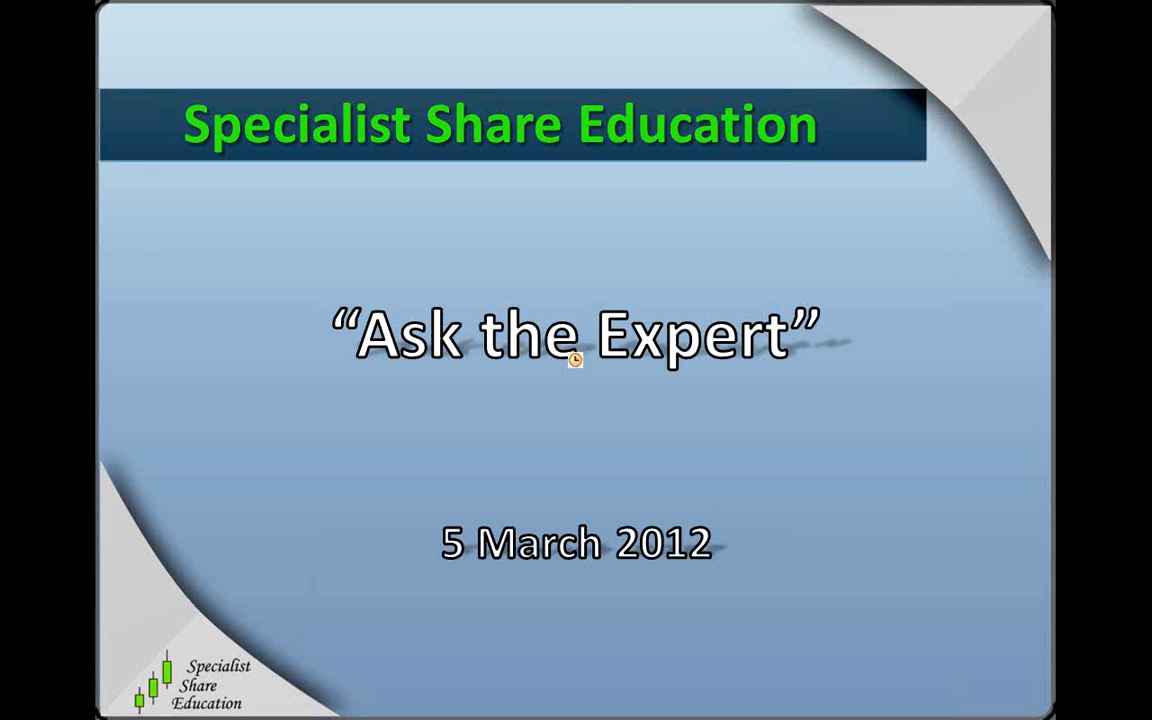 Specialist Share Education
“Ask the Expert”
5 March 2012
Specialist
Share
Education